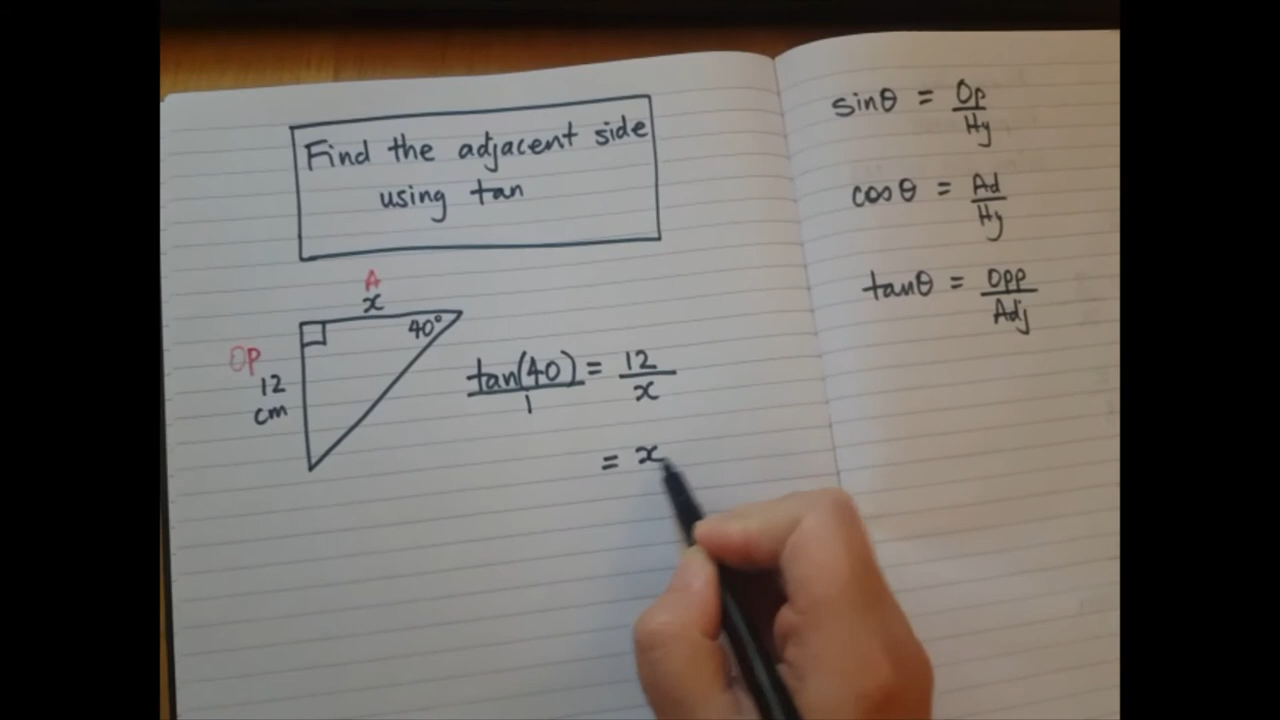 Find the adjacent side
using tan
sinθ = Op/Hy
cosθ = Ad/Hy
tanθ = Opp/Adj
A
x
40°
Op
12
cm
tan(40)/1 = 12/x
= x